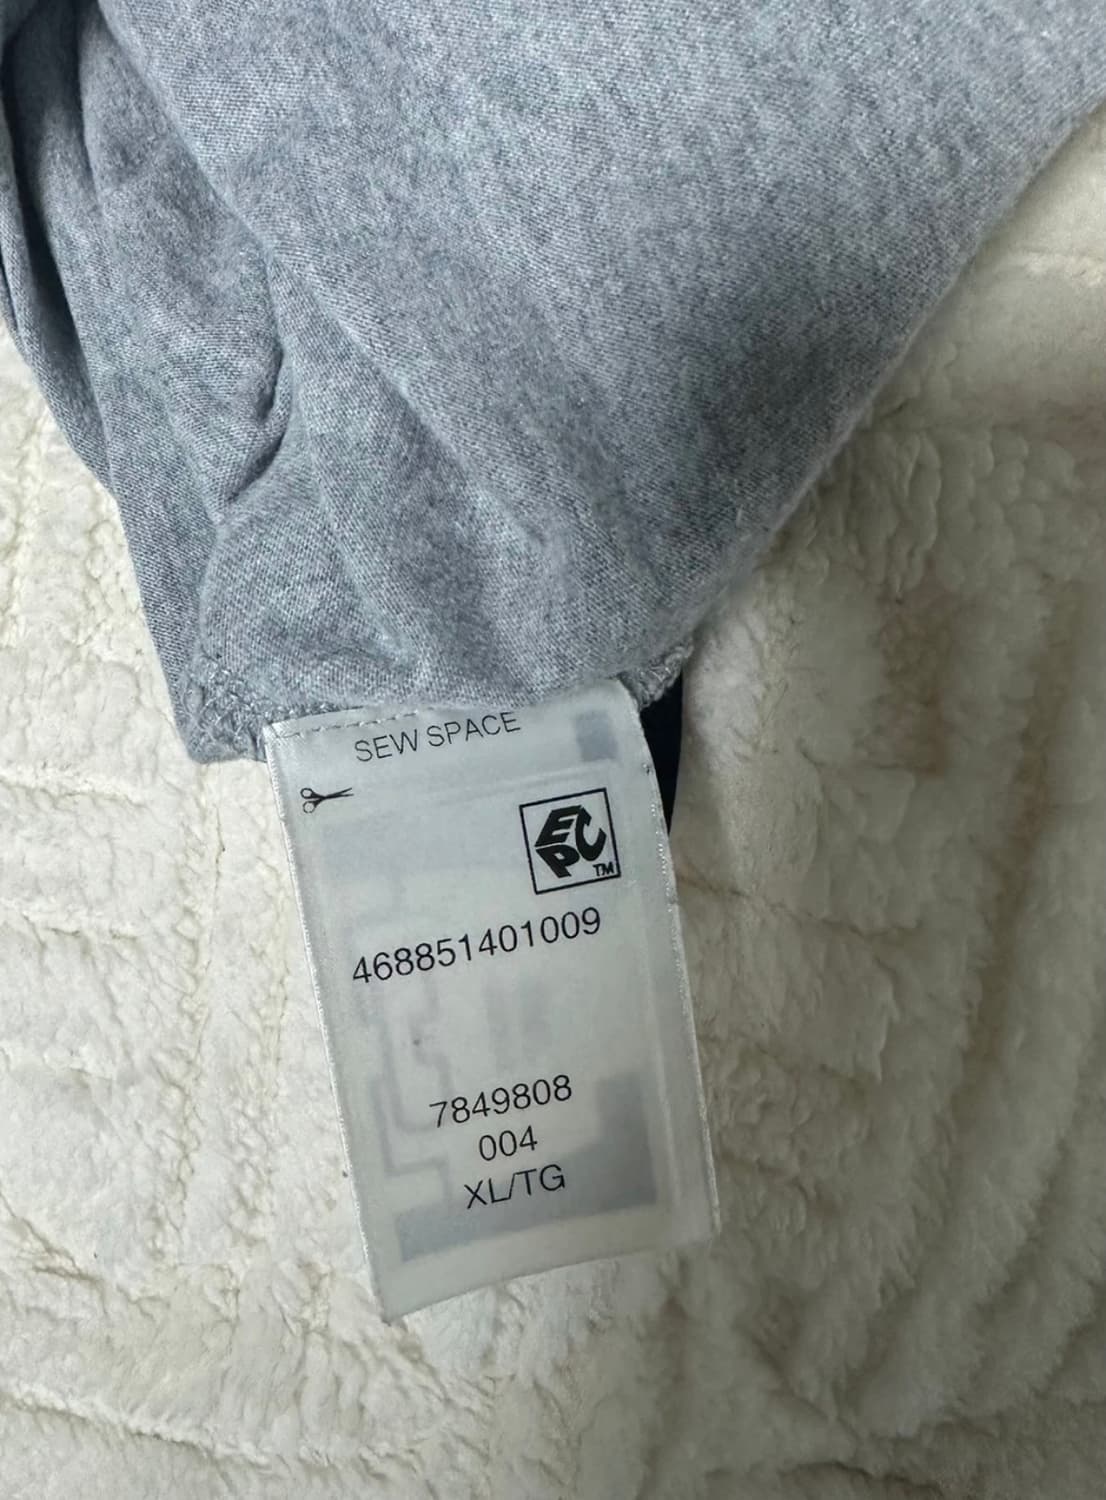 SEW SPACE
EPC
TM
468851401009
7849808
004
XL/TG